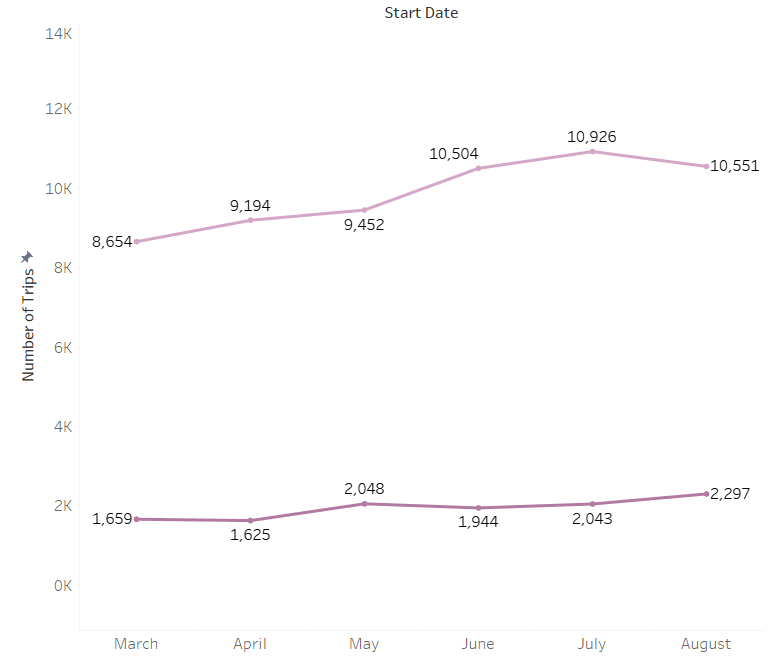 Start Date
14K
12K
10K
8K
6K
4K
2K
0K
Number of Trips
8,654
9,194
9,452
10,504
10,926
10,551
1,659
1,625
2,048
1,944
2,043
2,297
March
April
May
June
July
August